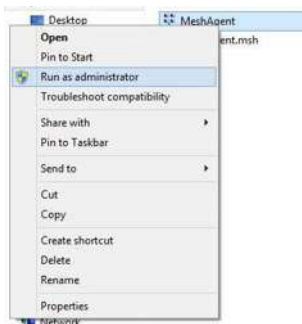 Desktop
MeshAgent
Open
ent.msh
Pin to Start
Run as administrator
Troubleshoot compatibility
Share with
Pin to Taskbar
Send to
Cut
Copy
Create shortcut
Delete
Rename
Properties
Network